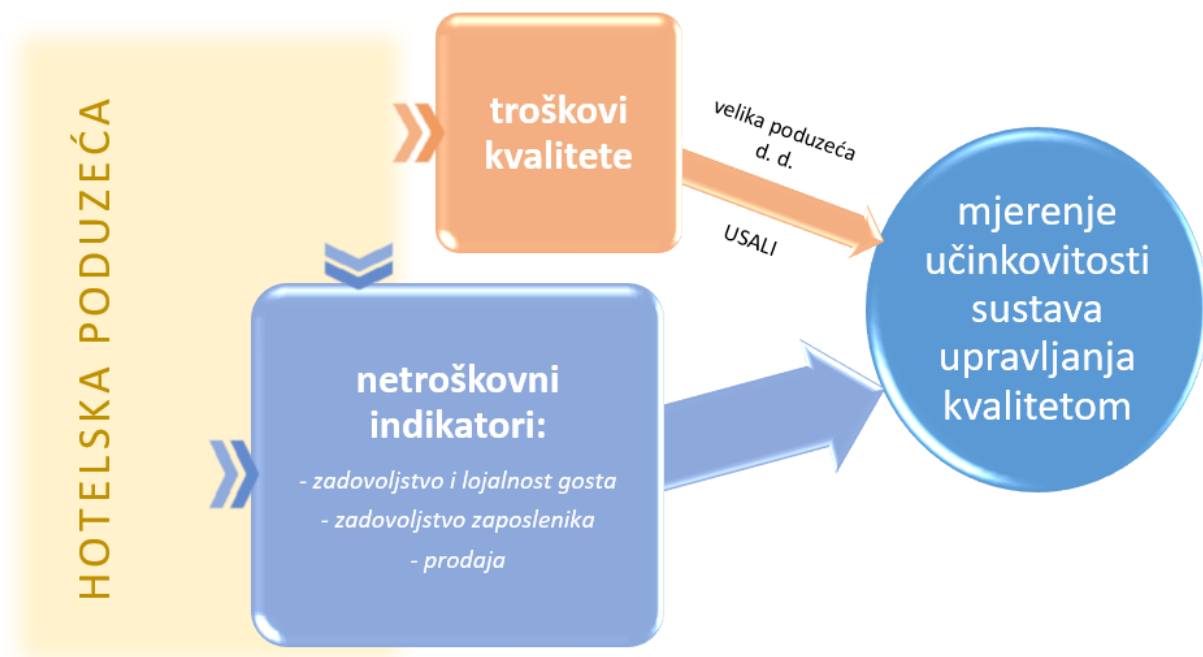 HOTELSKA PODUZEĆA
troškovi
kvalitete
velika poduzeća
d. d.
USALI
netroškovni
indikatori:
- zadovoljstvo i lojalnost gosta
- zadovoljstvo zaposlenika
- prodaja
mjerenje
učinkovitosti
sustava
upravljanja
kvalitetom